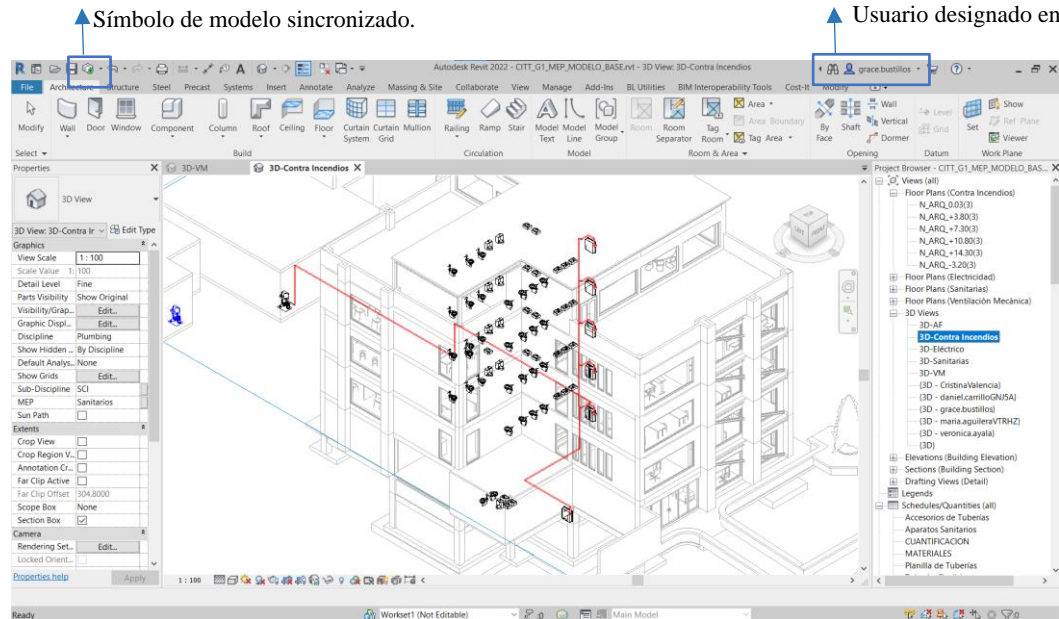 Símbolo de modelo sincronizado.
Usuario designado en
Autodesk Revit 2022 - CITT_G1_MEP_MODELO_BASE.rvt - 3D View: 3D-Contra Incendios
grace.bustillos
File Architecture Structure Steel Precast Systems Insert Annotate Analyze Massing & Site Collaborate View Manage Add-Ins BL Utilities BIM Interoperability Tools Cost-It Modify
Modify Wall Door Window Component Column Roof Ceiling Floor Curtain System Curtain Grid Mullion Railing Ramp Stair Model Text Model Line Model Group Room Room Separator Tag Room Area Area Boundary Tag Area By Face Shaft Wall Vertical Dormer Level Grid Set Show Ref Plane Viewer
Select Build Circulation Model Room & Area Opening Datum Work Plane
Properties
3D-VM
3D-Contra Incendios
Project Browser - CITT_G1_MEP_MODELO_BAS...
3D View
3D View: 3D-Contra Ir
Edit Type
Graphics
View Scale 1 : 100
Scale Value 1: 100
Detail Level Fine
Parts Visibility Show Original
Visibility/Grap... Edit...
Graphic Displ... Edit...
Discipline Plumbing
Show Hidden ... By Discipline
Default Analys... None
Show Grids Edit...
Sub-Discipline SCI
MEP Sanitarios
Sun Path
Extents
Crop View
Crop Region V...
Annotation Cr...
Far Clip Active
Far Clip Offset 304.8000
Scope Box None
Section Box
Camera
Rendering Set... Edit...
Locked Orient...
Properties help
Apply
TOP
LEFT
FRONT
Views (all)
Floor Plans (Contra Incendios)
N_ARQ_0.03(3)
N_ARQ_+3.80(3)
N_ARQ_+7.30(3)
N_ARQ_+10.80(3)
N_ARQ_+14.30(3)
N_ARQ_-3.20(3)
Floor Plans (Electricidad)
Floor Plans (Sanitarias)
Floor Plans (Ventilación Mecánica)
3D Views
3D-AF
3D-Contra Incendios
3D-Eléctrico
3D-Sanitarias
3D-VM
{3D - CristinaValencia}
{3D - daniel.carrilloGNJSA}
{3D - grace.bustillos}
{3D - maria.aguileraVTRHZ}
{3D - veronica.ayala}
{3D}
Elevations (Building Elevation)
Sections (Building Section)
Drafting Views (Detail)
Legends
Schedules/Quantities (all)
Accesorios de Tuberías
Aparatos Sanitarios
CUANTIFICACION
MATERIALES
Planilla de Tuberías
1 : 100
Ready
Workset1 (Not Editable)
:0
Main Model
:0